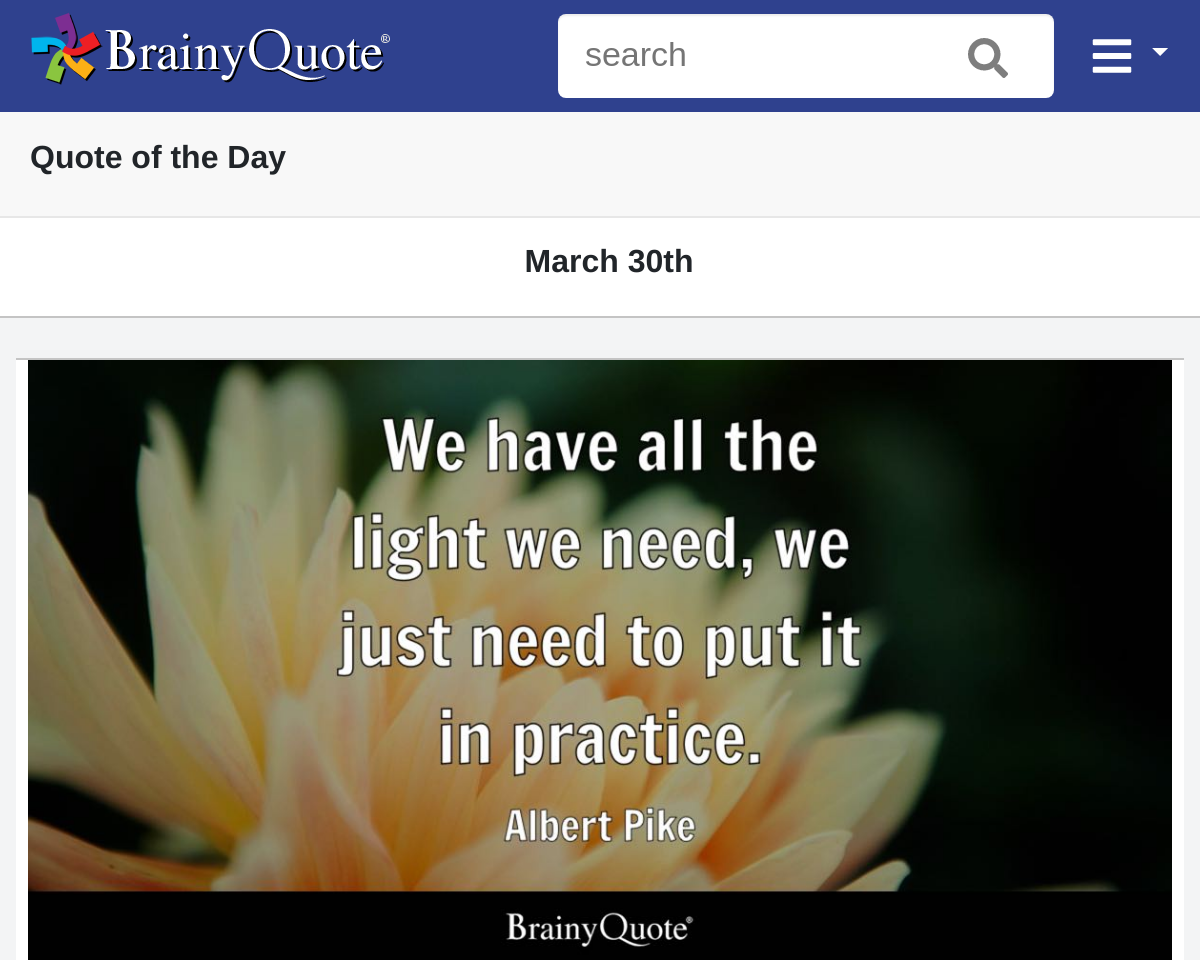 BrainyQuote®
search
Quote of the Day
March 30th
We have all the
light we need, we
just need to put it
in practice.
Albert Pike
BrainyQuote®